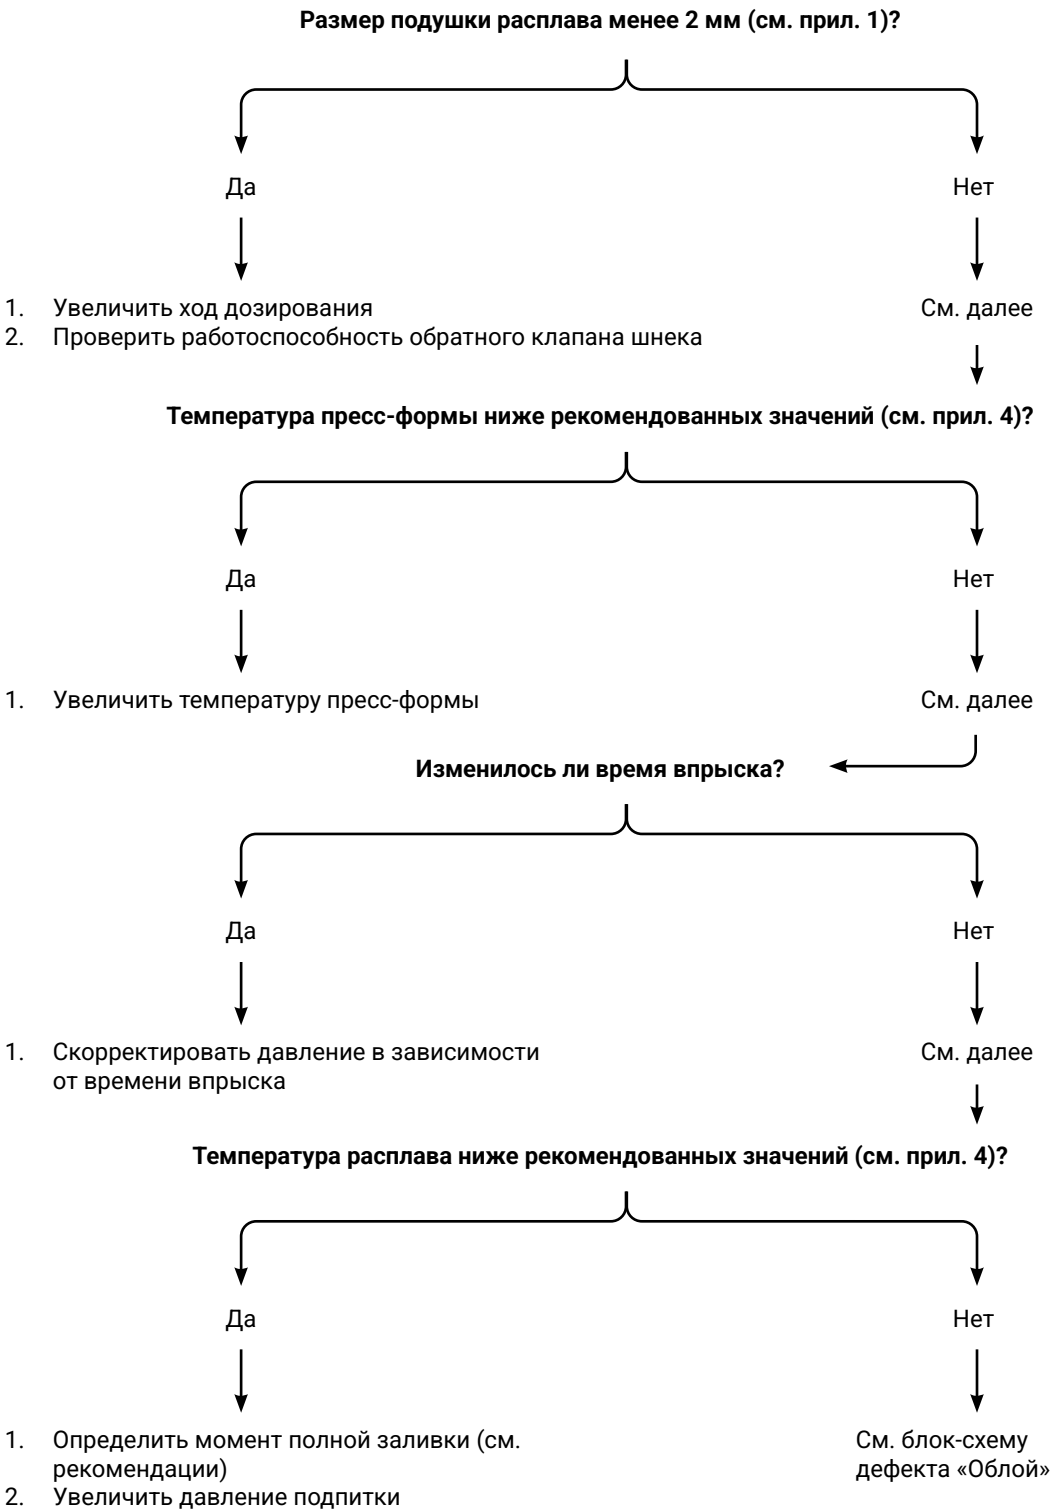 Размер подушки расплава менее 2 мм (см. прил. 1)?
Да
Нет
1. Увеличить ход дозирования
2. Проверить работоспособность обратного клапана шнека
См. далее
Температура пресс-формы ниже рекомендованных значений (см. прил. 4)?
Да
Нет
1. Увеличить температуру пресс-формы
См. далее
Изменилось ли время впрыска?
Да
Нет
1. Скорректировать давление в зависимости
от времени впрыска
См. далее
Температура расплава ниже рекомендованных значений (см. прил. 4)?
Да
Нет
1. Определить момент полной заливки (см.
рекомендации)
2. Увеличить давление подпитки
См. блок-схему
дефекта «Облой»